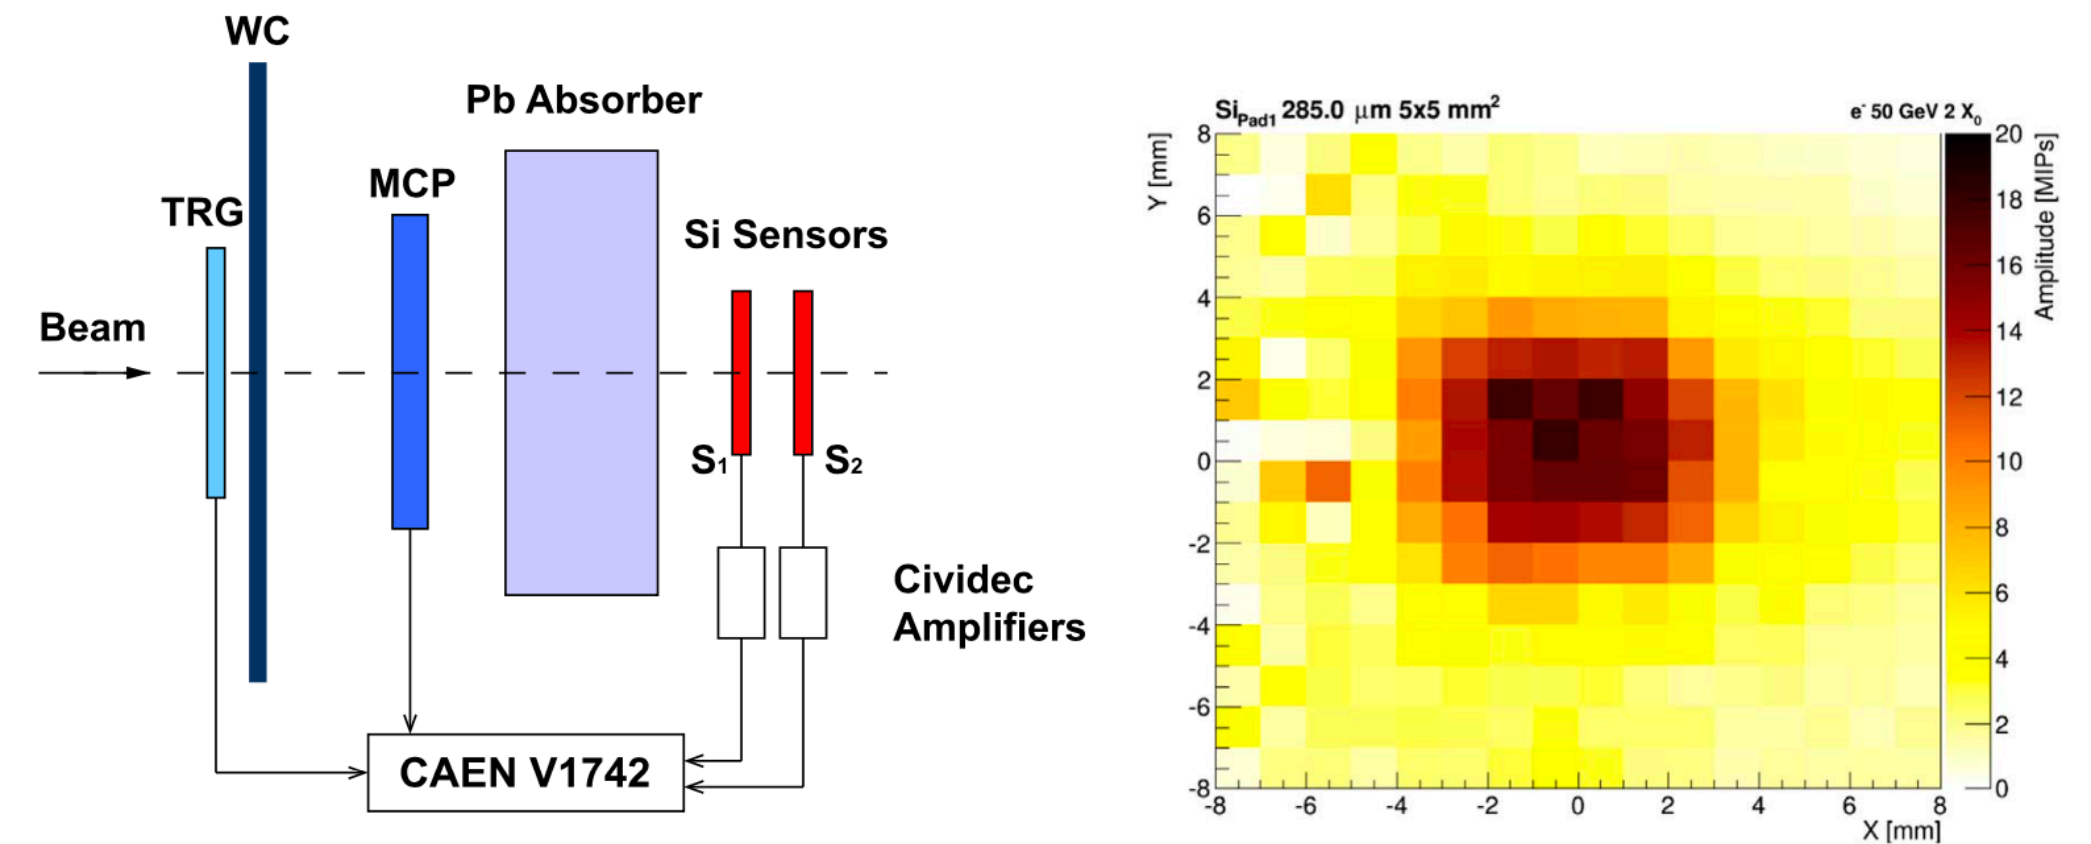 WC
Pb Absorber
MCP
TRG
Si Sensors
Beam
S1
S2
Cividec
Amplifiers
CAEN V1742
SiPad1 285.0 μm 5x5 mm²
e⁻ 50 GeV 2 X₀
Y [mm]
8
6
4
2
0
-2
-4
-6
-8
-8 -6 -4 -2 0 2 4 6 8
X [mm]
20
18
16
14
12
10
8
6
4
2
0
Amplitude [MIPs]